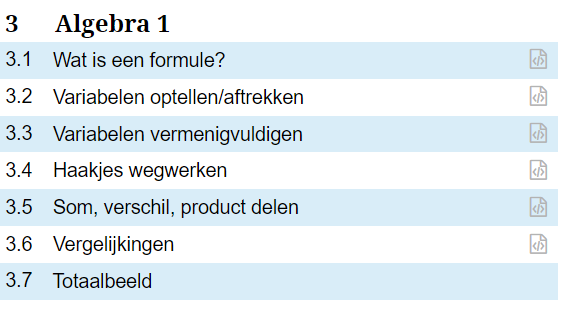 3 Algebra 1
3.1 Wat is een formule?
3.2 Variabelen optellen/aftrekken
3.3 Variabelen vermenigvuldigen
3.4 Haakjes wegwerken
3.5 Som, verschil, product delen
3.6 Vergelijkingen
3.7 Totaalbeeld